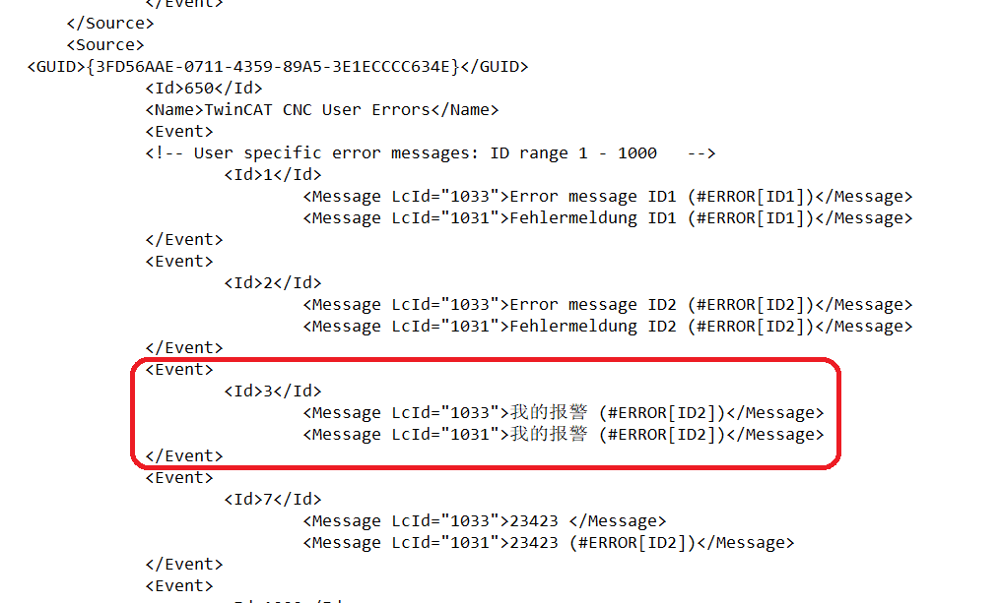 </Event>
</Source>
<Source>
<GUID>{3FD56AAE-0711-4359-89A5-3E1ECCCC634E}</GUID>
<Id>650</Id>
<Name>TwinCAT CNC User Errors</Name>
<Event>
<!-- User specific error messages: ID range 1 - 1000 -->
<Id>1</Id>
<Message LcId="1033">Error message ID1 (#ERROR[ID1])</Message>
<Message LcId="1031">Fehlermeldung ID1 (#ERROR[ID1])</Message>
</Event>
<Event>
<Id>2</Id>
<Message LcId="1033">Error message ID2 (#ERROR[ID2])</Message>
<Message LcId="1031">Fehlermeldung ID2 (#ERROR[ID2])</Message>
</Event>
<Event>
<Id>3</Id>
<Message LcId="1033">我的报警 (#ERROR[ID2])</Message>
<Message LcId="1031">我的报警 (#ERROR[ID2])</Message>
</Event>
<Event>
<Id>7</Id>
<Message LcId="1033">23423 </Message>
<Message LcId="1031">23423 (#ERROR[ID2])</Message>
</Event>
<Event>